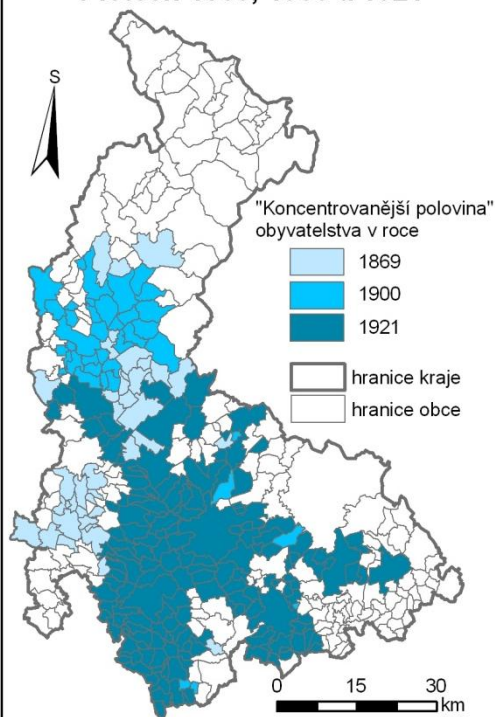 S
"Koncentrovanější polovina"
obyvatelstva v roce
1869
1900
1921
hranice kraje
hranice obce
0 15 30
km